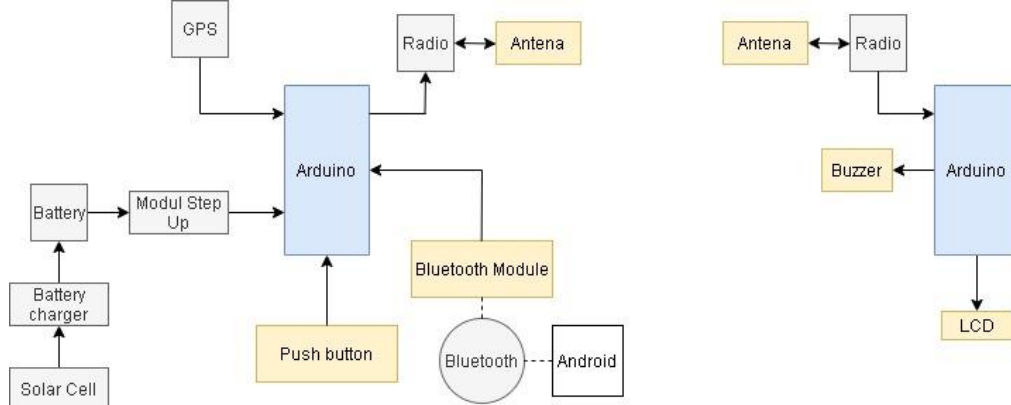 GPS
Radio
Antena
Antena
Radio
Arduino
Buzzer
Arduino
Battery
Modul Step
Up
Bluetooth Module
Battery
charger
LCD
Push button
Bluetooth
Android
Solar Cell